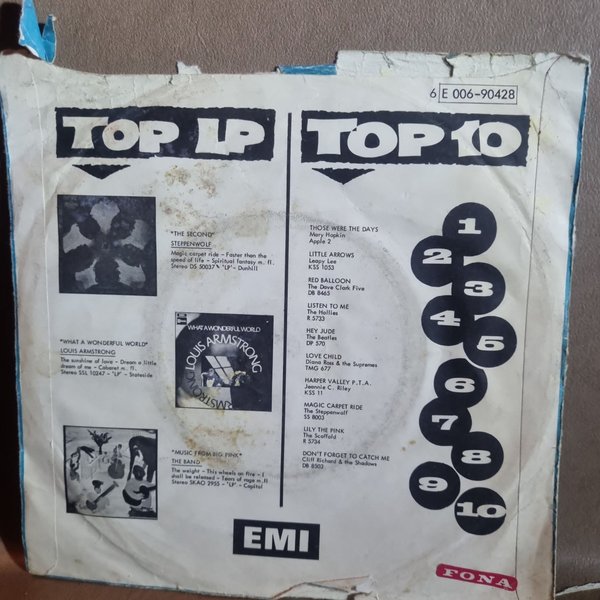 6 E 006-90428
TOP LP
"THE SECOND"
STEPPENWOLF
Magic carpet ride - Faster than the
speed of life - Spiritual fantasy m. fl.
Stereo DS 50037 "LP" - Dunhill
"WHAT A WONDERFUL WORLD"
LOUIS ARMSTRONG
The sunshine of love - Dream a little
dream of me - Cabaret m. fl.
Stereo SSL 10247 - "LP" - Stateside
WHAT A WONDERFUL WORLD
LOUIS ARMSTRONG
"MUSIC FROM BIG PINK"
THE BAND
The weight - This wheels on fire - I
shall be released - Tears of rage m. fl.
Stereo SKAO 2955 - "LP" - Capitol
TOP 10
THOSE WERE THE DAYS
Mary Hopkin
Apple 2
LITTLE ARROWS
Leapy Lee
KSS 1053
RED BALLOON
The Dave Clark Five
DB 8465
LISTEN TO ME
The Hollies
R 5733
HEY JUDE
The Beatles
DP 570
LOVE CHILD
Diana Ross & the Supremes
TMG 677
HARPER VALLEY P.T.A.
Jeannie C. Riley
KSS 11
MAGIC CARPET RIDE
The Steppenwolf
SS 8003
LILY THE PINK
The Scaffold
R 5734
DON'T FORGET TO CATCH ME
Cliff Richard & the Shadows
DB 8503
1
2
3
4
5
6
7
8
9
10
EMI
FONA